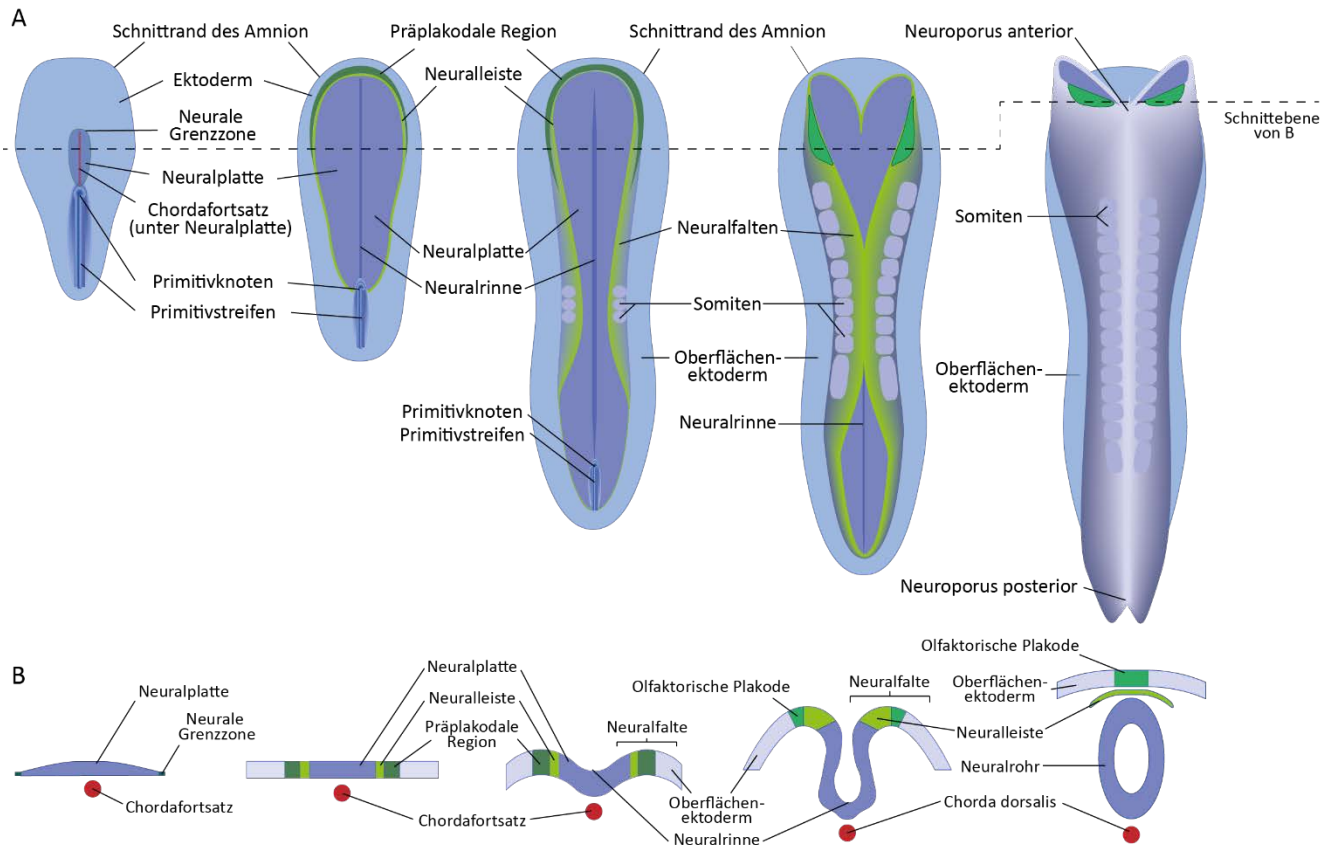 A
Schnittrand des Amnion
Präplakodale Region
Schnittrand des Amnion
Neuroporus anterior
Ektoderm
Neuralleiste
Neurale
Grenzzone
Schnittebene
von B
Neuralplatte
Chordafortsatz
(unter Neuralplatte)
Somiten
Neuralplatte
Neuralfalten
Primitivknoten
Neuralrinne
Primitivstreifen
Somiten
Oberflächen-
ektoderm
Oberflächen-
ektoderm
Primitivknoten
Primitivstreifen
Neuralrinne
Neuroporus posterior
B
Neuralplatte
Neuralplatte
Neurale
Grenzzone
Neuralleiste
Präplakodale
Region
Neuralfalte
Olfaktorische Plakode
Neuralfalte
Olfaktorische Plakode
Oberflächen-
ektoderm
Neuralleiste
Neuralrohr
Chordafortsatz
Chordafortsatz
Oberflächen-
ektoderm
Neuralrinne
Chorda dorsalis